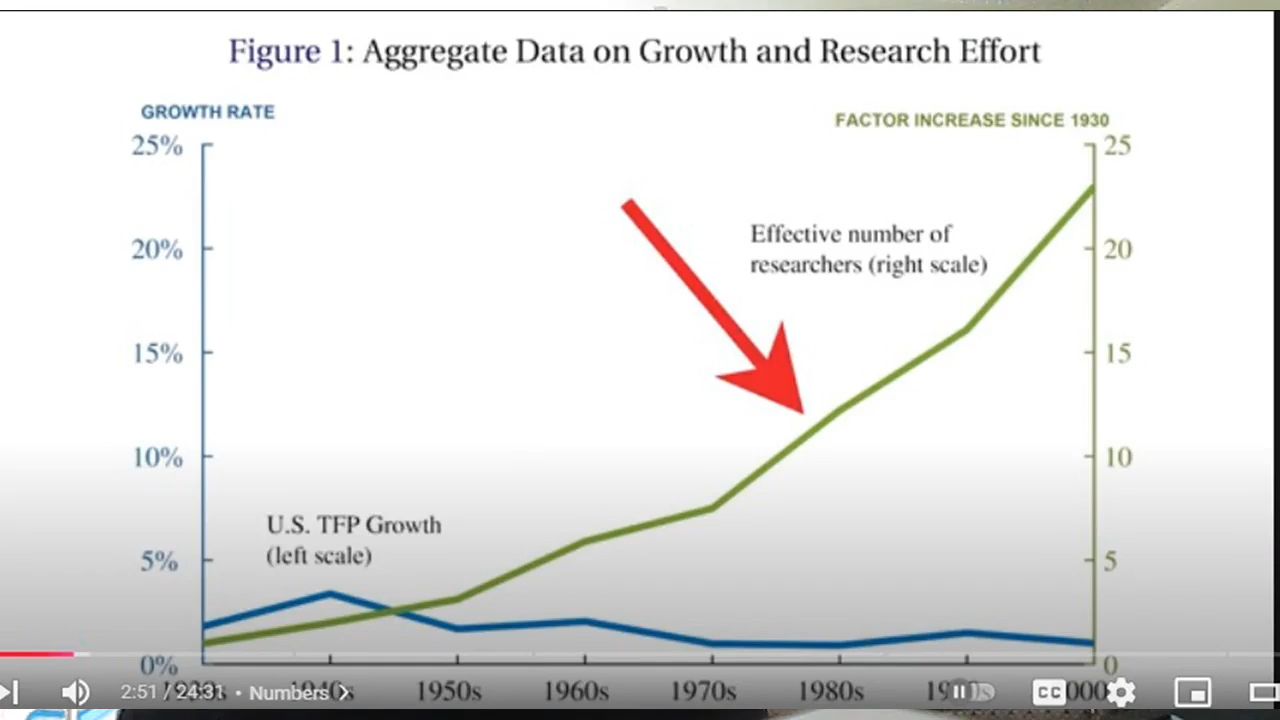 Figure 1: Aggregate Data on Growth and Research Effort
GROWTH RATE
FACTOR INCREASE SINCE 1930
25%
20%
15%
10%
5%
0%
25
20
15
10
5
0
Effective number of
researchers (right scale)
U.S. TFP Growth
(left scale)
1950s 1960s 1970s 1980s
2:51 / 24:31 • Numbers
CC